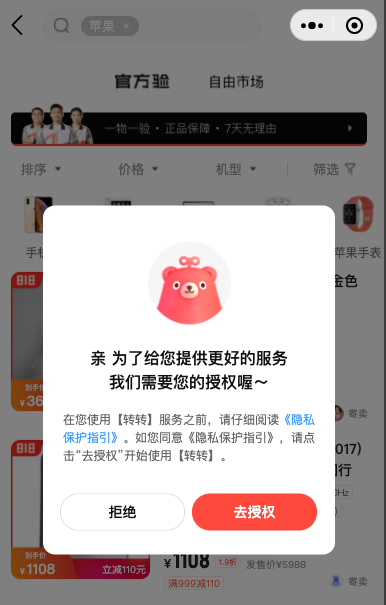 苹果 ×
官方验 自由市场
一物一验 • 正品保障 • 7天无理由
排序 价格 机型 筛选
手机 苹果手表
818 金色
到手价
¥36
寄卖
818 017)
国行
0Hz
亲 为了给您提供更好的服务
我们需要您的授权喔～
在您使用【转转】服务之前，请仔细阅读《隐私
保护指引》。如您同意《隐私保护指引》，请点
击“去授权”开始使用【转转】。
拒绝 去授权
到手价
¥1108 立减110元
¥1108 1.9折 发售价¥5988
满999减110 寄卖